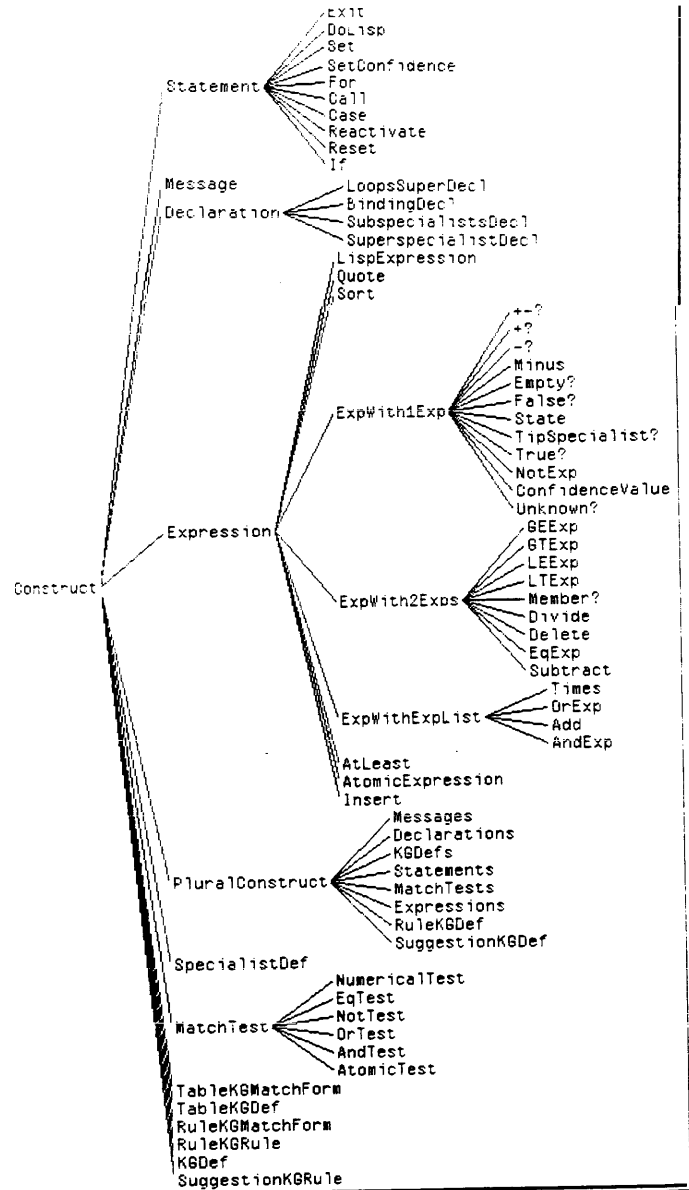 Exit
DoLisp
Set
SetConfidence
For
Statement
Call
Case
Reactivate
Reset
If
Message
LoopsSuperDecl
BindingDecl
Declaration
SubspecialistsDecl
SuperspecialistDecl
LispExpression
Quote
Sort
+-?
+?
-?
Minus
Empty?
False?
ExpWith1Exp
State
TipSpecialist?
True?
NotExp
ConfidenceValue
Unknown?
GEExp
Expression
GTExp
LEExp
LTExp
Construct
Member?
ExpWith2Exps
Divide
Delete
EqExp
Subtract
Times
OrExp
ExpWithExpList
Add
AndExp
AtLeast
AtomicExpression
Insert
Messages
Declarations
KGDefs
Statements
PluralConstruct
MatchTests
Expressions
RuleKGDef
SuggestionKGDef
SpecialistDef
NumericalTest
EqTest
NotTest
MatchTest
OrTest
AndTest
AtomicTest
TableKGMatchForm
TableKGDef
RuleKGMatchForm
RuleKGRule
KGDef
SuggestionKGRule